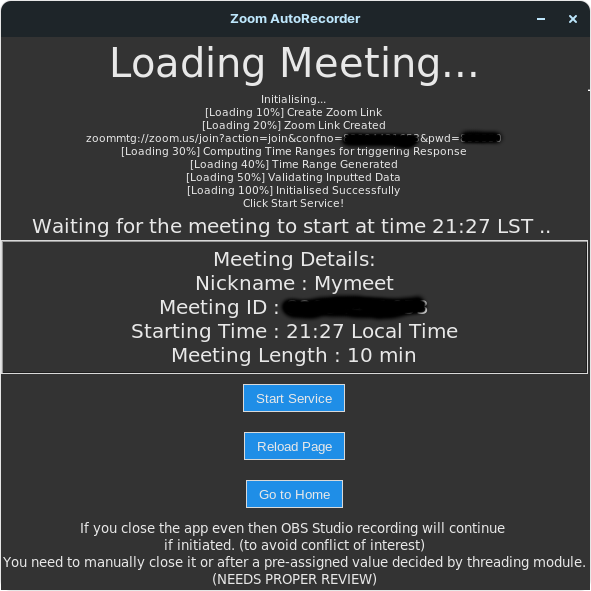 Zoom AutoRecorder
Loading Meeting...
Initialising...
[Loading 10%] Create Zoom Link
[Loading 20%] Zoom Link Created
zoommtg://zoom.us/join?action=join&confno= &pwd=
[Loading 30%] Computing Time Ranges for triggering Response
[Loading 40%] Time Range Generated
[Loading 50%] Validating Inputted Data
[Loading 100%] Initialised Successfully
Click Start Service!
Waiting for the meeting to start at time 21:27 LST ..
Meeting Details:
Nickname : Mymeet
Meeting ID :
Starting Time : 21:27 Local Time
Meeting Length : 10 min
Start Service
Reload Page
Go to Home
If you close the app even then OBS Studio recording will continue
if initiated. (to avoid conflict of interest)
You need to manually close it or after a pre-assigned value decided by threading module.
(NEEDS PROPER REVIEW)